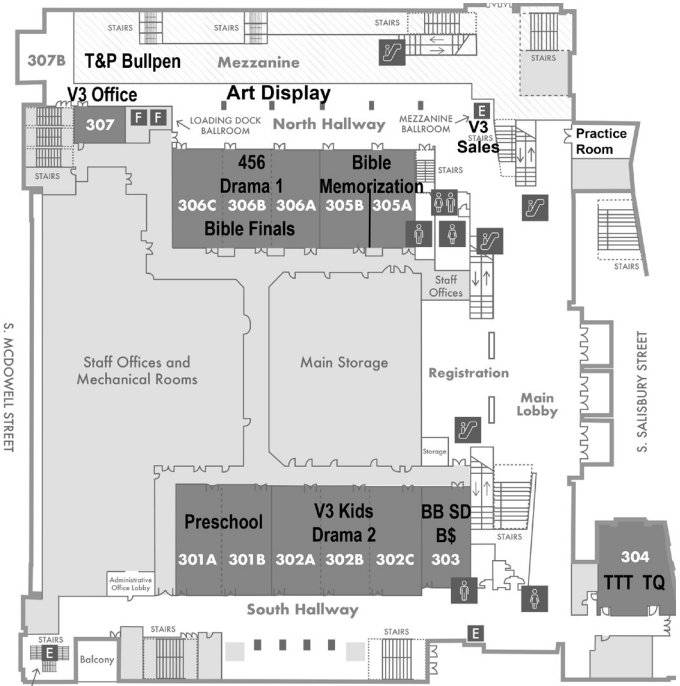 STAIRS
STAIRS
STAIRS
307B
T&P Bullpen
Mezzanine
STAIRS
V3 Office
Art Display
E
307
F F
LOADING DOCK
BALLROOM
North Hallway
MEZZANINE
BALLROOM
V3
Sales
STAIRS
Practice
Room
STAIRS
456
Drama 1
Bible
Memorization
STAIRS
306C
306B
306A
305B
305A
Bible Finals
STAIRS
Staff
Offices
S. MCDOWELL STREET
Staff Offices and
Mechanical Rooms
Main Storage
Registration
Main
Lobby
S. SALISBURY STREET
Storage
Preschool
V3 Kids
Drama 2
BB SD
B$
STAIRS
301A
301B
302A
302B
302C
303
304
TTT TQ
Administrative
Office Lobby
South Hallway
STAIRS
E
Balcony
STAIRS
STAIRS
E